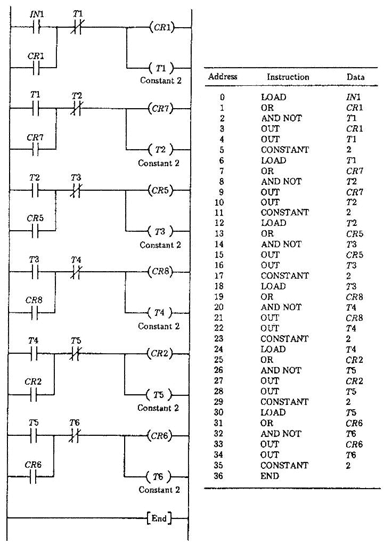 IN1 T1
CR1
CR1
T1
Constant 2
T1 T2
CR7
CR7
T2
Constant 2
T2 T3
CR5
CR5
T3
Constant 2
T3 T4
CR8
CR8
T4
Constant 2
T4 T5
CR2
CR2
T5
Constant 2
T5 T6
CR6
CR6
T6
Constant 2
[End]
Address Instruction Data
0 LOAD IN1
1 OR CR1
2 AND NOT T1
3 OUT CR1
4 OUT T1
5 CONSTANT 2
6 LOAD T1
7 OR CR7
8 AND NOT T2
9 OUT CR7
10 OUT T2
11 CONSTANT 2
12 LOAD T2
13 OR CR5
14 AND NOT T3
15 OUT CR5
16 OUT T3
17 CONSTANT 2
18 LOAD T3
19 OR CR8
20 AND NOT T4
21 OUT CR8
22 OUT T4
23 CONSTANT 2
24 LOAD T4
25 OR CR2
26 AND NOT T5
27 OUT CR2
28 OUT T5
29 CONSTANT 2
30 LOAD T5
31 OR CR6
32 AND NOT T6
33 OUT CR6
34 OUT T6
35 CONSTANT 2
36 END